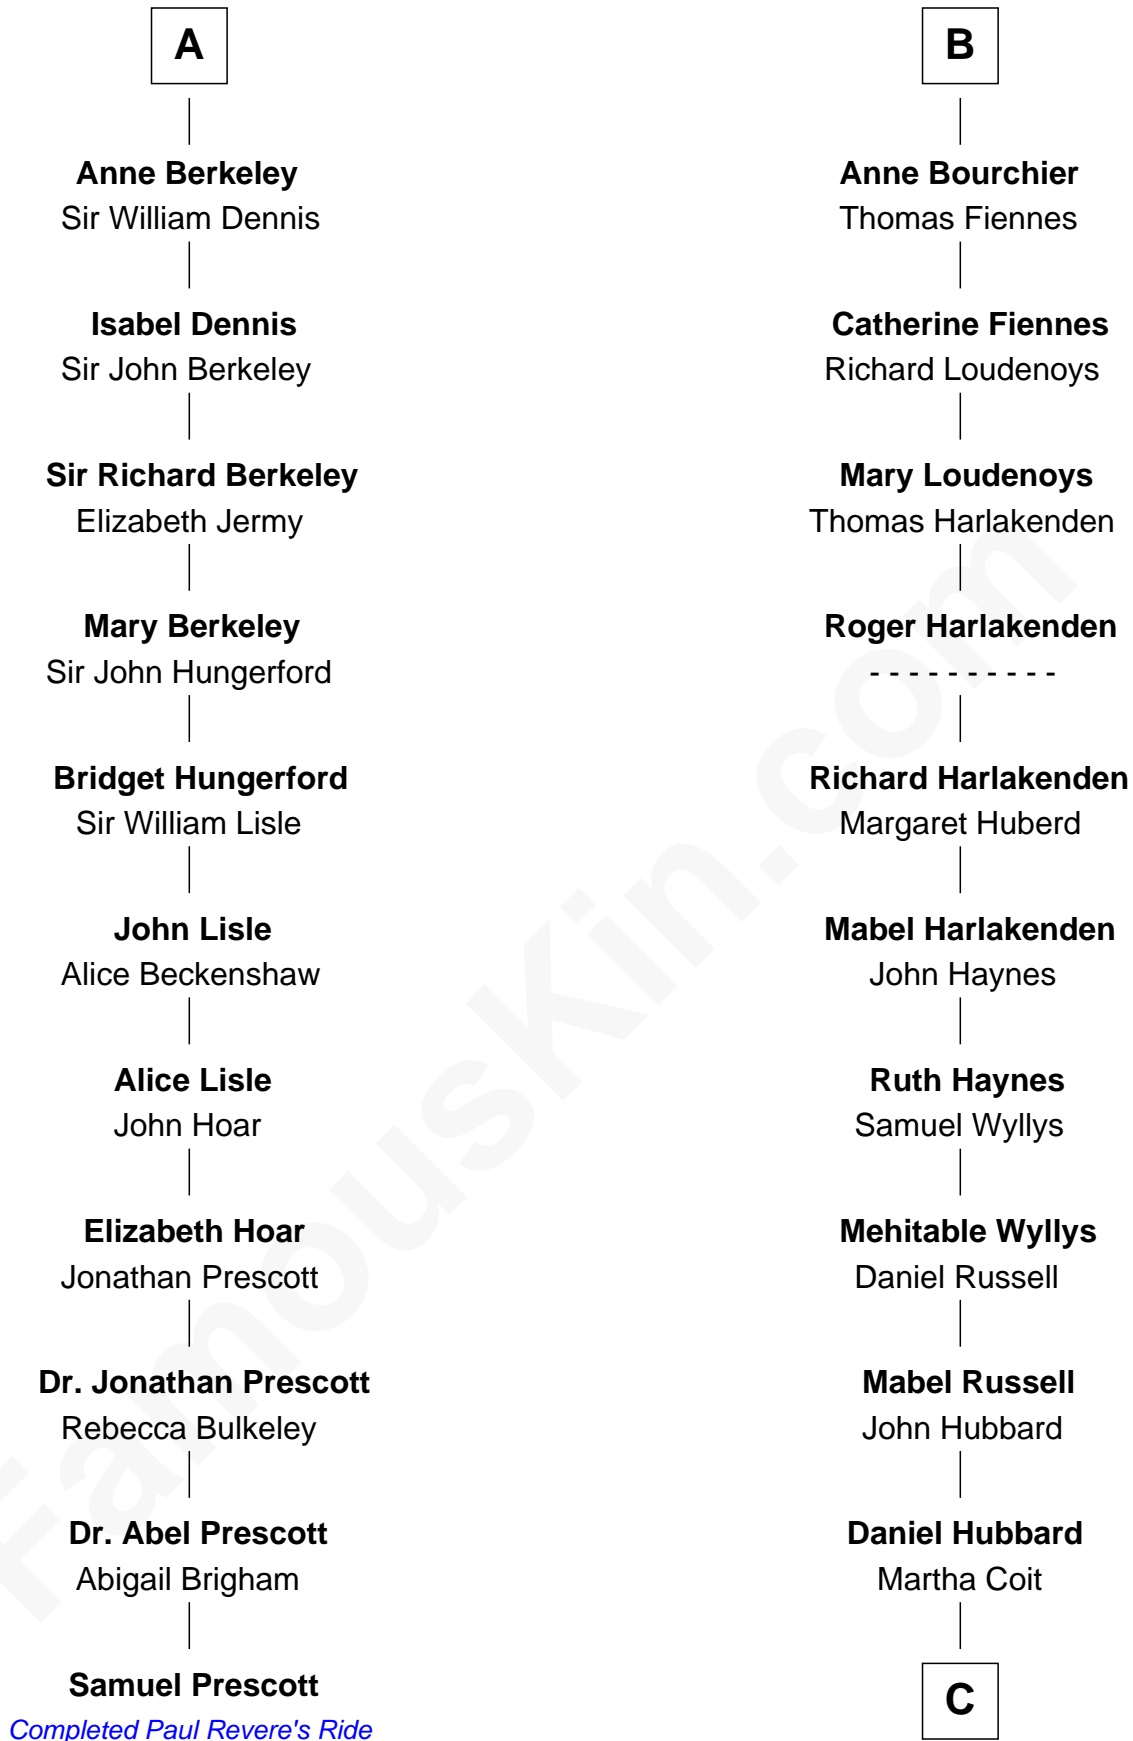 A
Anne Berkeley
Sir William Dennis
Isabel Dennis
Sir John Berkeley
Sir Richard Berkeley
Elizabeth Jermy
Mary Berkeley
Sir John Hungerford
Bridget Hungerford
Sir William Lisle
John Lisle
Alice Beckenshaw
Alice Lisle
John Hoar
Elizabeth Hoar
Jonathan Prescott
Dr. Jonathan Prescott
Rebecca Bulkeley
Dr. Abel Prescott
Abigail Brigham
Samuel Prescott
Completed Paul Revere's Ride
B
Anne Bourchier
Thomas Fiennes
Catherine Fiennes
Richard Loudenoys
Mary Loudenoys
Thomas Harlakenden
Roger Harlakenden
- - - - - - - - - -
Richard Harlakenden
Margaret Huberd
Mabel Harlakenden
John Haynes
Ruth Haynes
Samuel Wyllys
Mehitable Wyllys
Daniel Russell
Mabel Russell
John Hubbard
Daniel Hubbard
Martha Coit
C
FamousKin.com